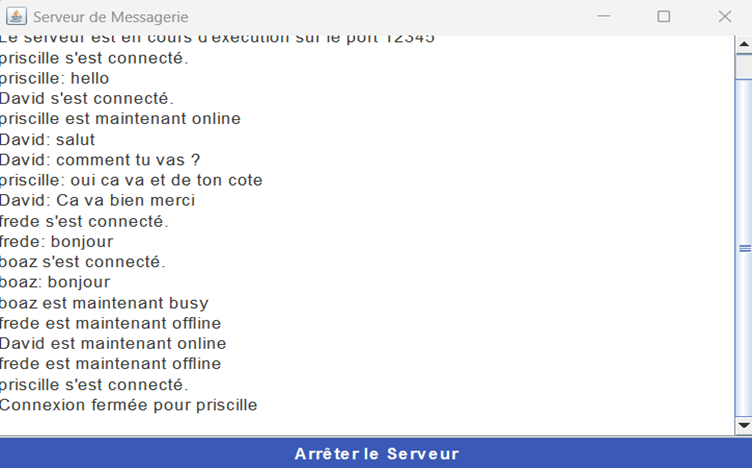 Serveur de Messagerie
Le serveur est en cours d'exécution sur le port 12345
priscille s'est connecté.
priscille: hello
David s'est connecté.
priscille est maintenant online
David: salut
David: comment tu vas ?
priscille: oui ca va et de ton cote
David: Ca va bien merci
frede s'est connecté.
frede: bonjour
boaz s'est connecté.
boaz: bonjour
boaz est maintenant busy
frede est maintenant offline
David est maintenant online
frede est maintenant offline
priscille s'est connecté.
Connexion fermée pour priscille
Arrêter le Serveur